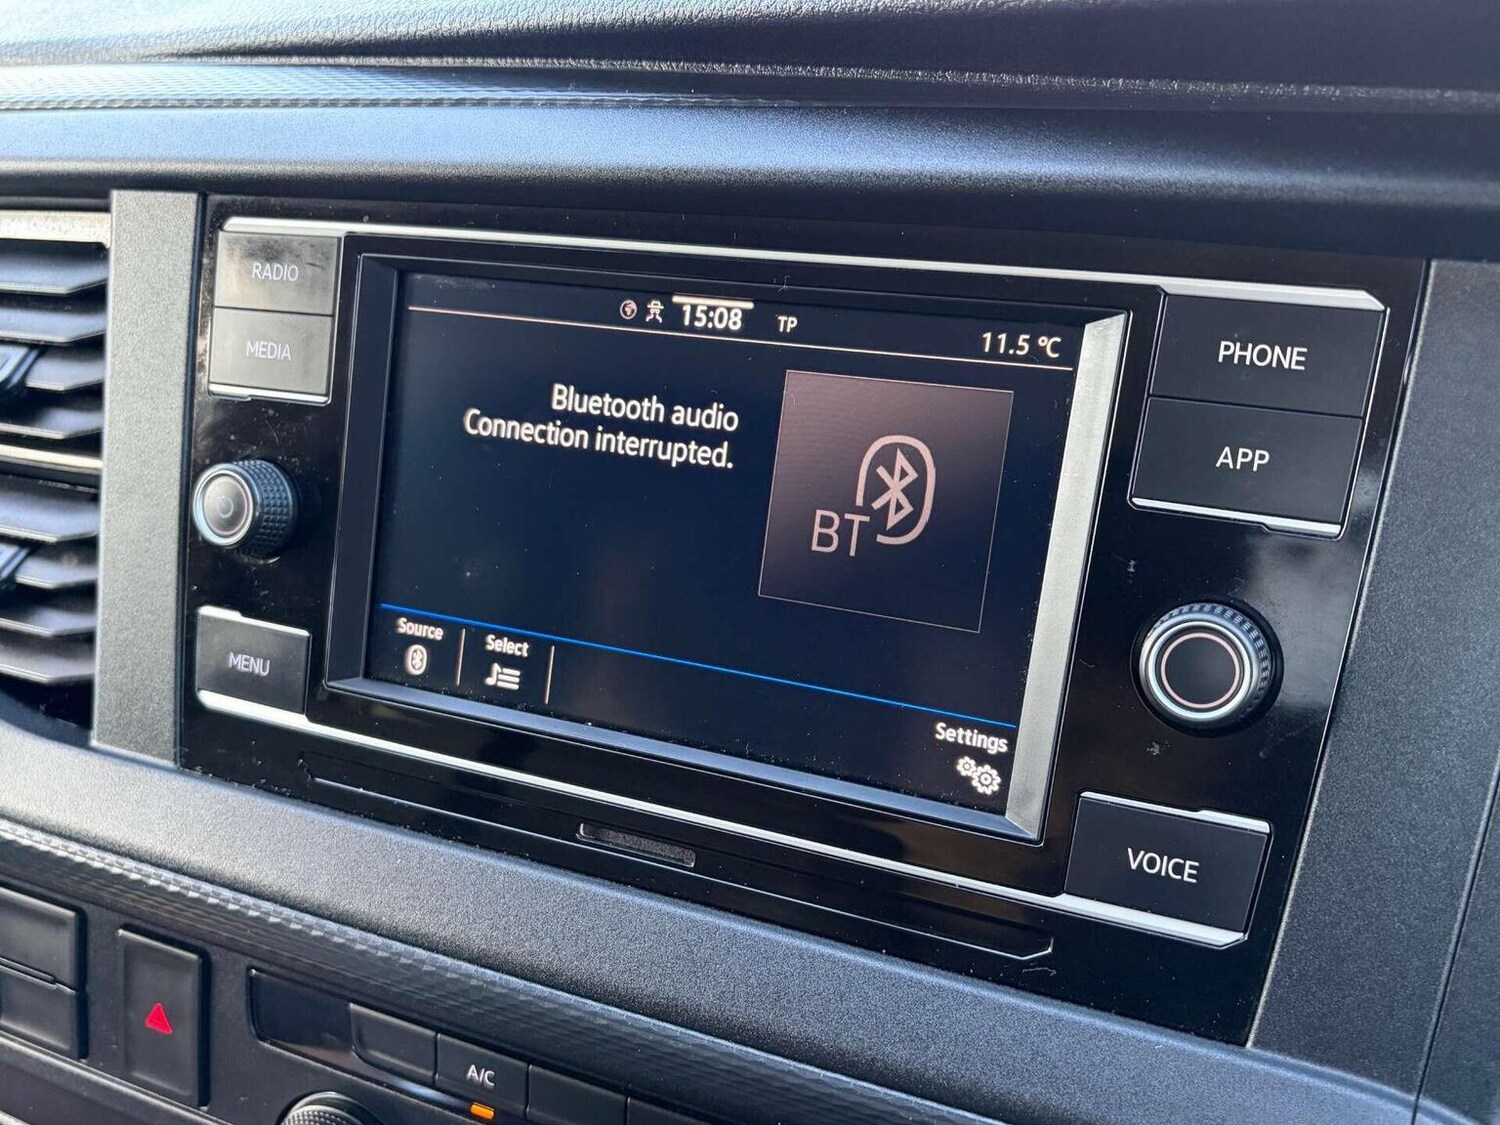 RADIO
MEDIA
MENU
15:08
TP
11.5 °C
Bluetooth audio
Connection interrupted.
BT
Source
Select
Settings
PHONE
APP
VOICE
A/C